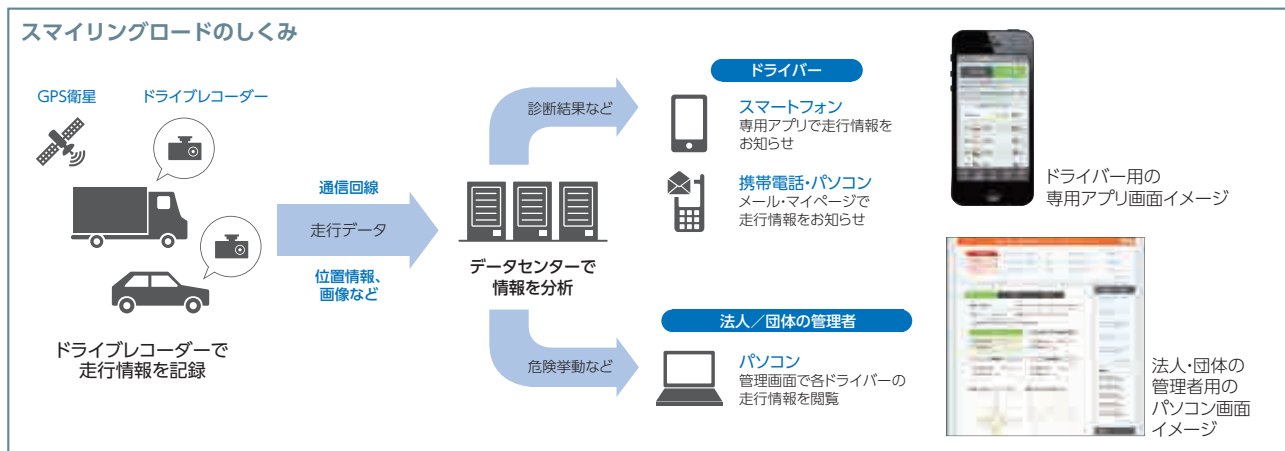 スマイリングロードのしくみ
GPS衛星
ドライブレコーダー
ドライブレコーダーで
走行情報を記録
通信回線
走行データ
位置情報、
画像など
データセンターで
情報を分析
診断結果など
危険挙動など
ドライバー
スマートフォン
専用アプリで走行情報を
お知らせ
携帯電話・パソコン
メール・マイページで
走行情報をお知らせ
法人／団体の管理者
パソコン
管理画面で各ドライバーの
走行情報を閲覧
ドライバー用の
専用アプリ画面イメージ
法人・団体の
管理者用の
パソコン画面
イメージ